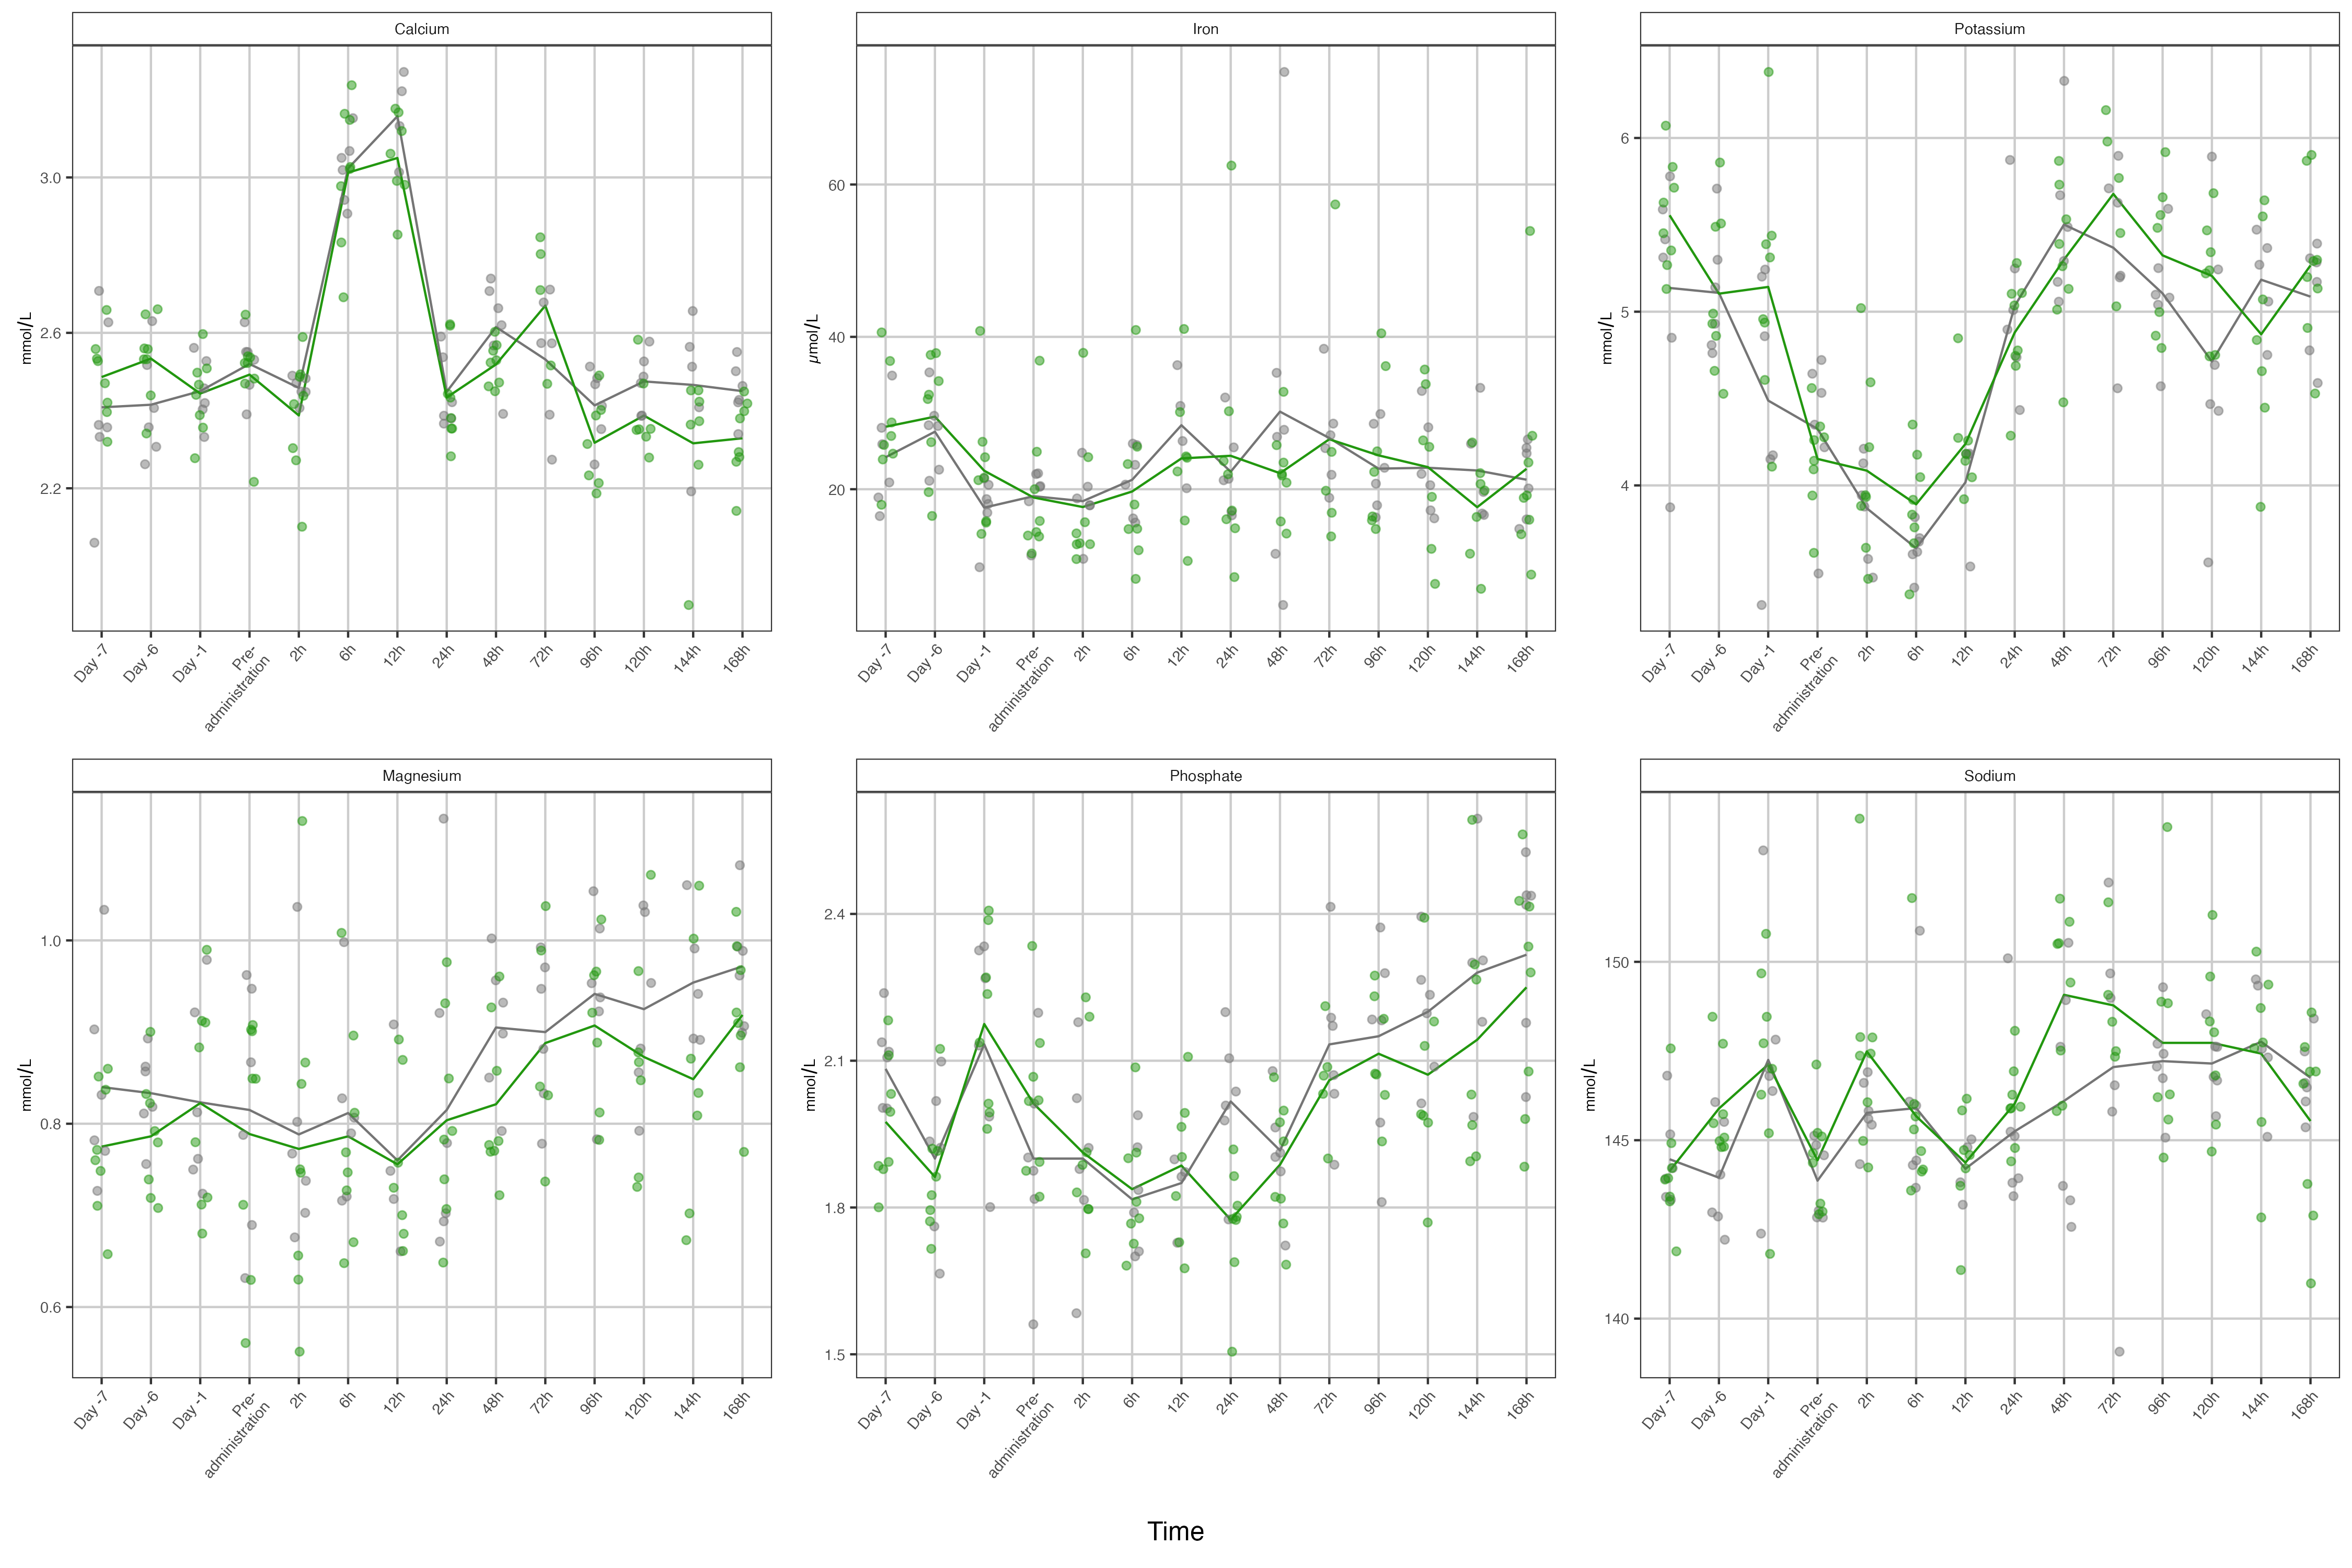 Calcium
Iron
Potassium
mmol/L
3.0
2.6
2.2
Day -7
Day -6
Day -1
Pre-
administration
2h
6h
12h
24h
48h
72h
96h
120h
144h
168h
μmol/L
60
40
20
Day -7
Day -6
Day -1
Pre-
administration
2h
6h
12h
24h
48h
72h
96h
120h
144h
168h
mmol/L
6
5
4
Day -7
Day -6
Day -1
Pre-
administration
2h
6h
12h
24h
48h
72h
96h
120h
144h
168h
Magnesium
Phosphate
Sodium
mmol/L
1.0
0.8
0.6
Day -7
Day -6
Day -1
Pre-
administration
2h
6h
12h
24h
48h
72h
96h
120h
144h
168h
mmol/L
2.4
2.1
1.8
1.5
Day -7
Day -6
Day -1
Pre-
administration
2h
6h
12h
24h
48h
72h
96h
120h
144h
168h
mmol/L
150
145
140
Day -7
Day -6
Day -1
Pre-
administration
2h
6h
12h
24h
48h
72h
96h
120h
144h
168h
Time